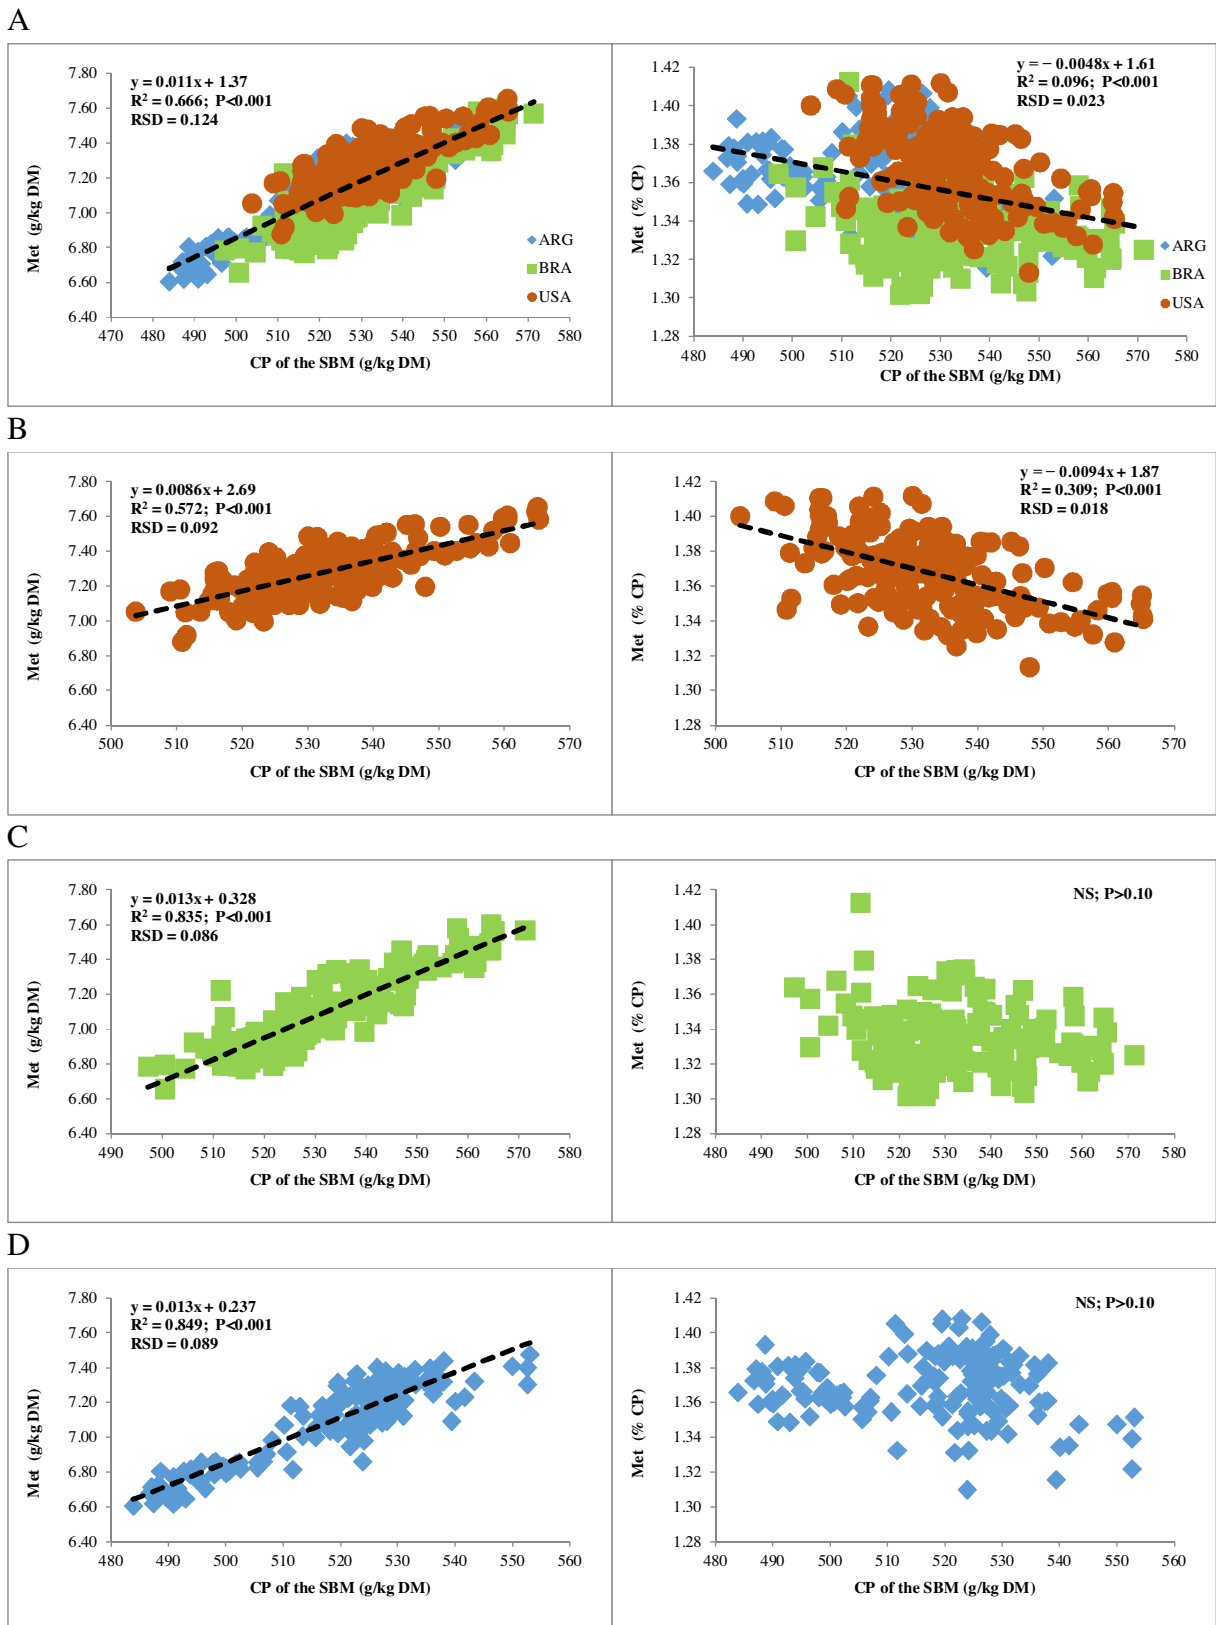 A
y = 0.011x + 1.37
R² = 0.666; P<0.001
RSD = 0.124
7.80
7.60
7.40
7.20
7.00
6.80
6.60
6.40
Met (g/kg DM)
470 480 490 500 510 520 530 540 550 560 570 580
CP of the SBM (g/kg DM)
ARG
BRA
USA
y = − 0.0048x + 1.61
R² = 0.096; P<0.001
RSD = 0.023
1.42
1.40
1.38
1.36
1.34
1.32
1.30
1.28
Met (% CP)
480 490 500 510 520 530 540 550 560 570 580
CP of the SBM (g/kg DM)
ARG
BRA
USA
B
y = 0.0086x + 2.69
R² = 0.572; P<0.001
RSD = 0.092
7.80
7.60
7.40
7.20
7.00
6.80
6.60
6.40
Met (g/kg DM)
500 510 520 530 540 550 560 570
CP of the SBM (g/kg DM)
y = − 0.0094x + 1.87
R² = 0.309; P<0.001
RSD = 0.018
1.42
1.40
1.38
1.36
1.34
1.32
1.30
1.28
Met (% CP)
500 510 520 530 540 550 560 570
CP of the SBM (g/kg DM)
C
y = 0.013x + 0.328
R² = 0.835; P<0.001
RSD = 0.086
7.80
7.60
7.40
7.20
7.00
6.80
6.60
6.40
Met (g/kg DM)
490 500 510 520 530 540 550 560 570 580
CP of the SBM (g/kg DM)
NS; P>0.10
1.42
1.40
1.38
1.36
1.34
1.32
1.30
1.28
Met (% CP)
480 490 500 510 520 530 540 550 560 570 580
CP of the SBM (g/kg DM)
D
y = 0.013x + 0.237
R² = 0.849; P<0.001
RSD = 0.089
7.80
7.60
7.40
7.20
7.00
6.80
6.60
6.40
Met (g/kg DM)
480 490 500 510 520 530 540 550 560
CP of the SBM (g/kg DM)
NS; P>0.10
1.42
1.40
1.38
1.36
1.34
1.32
1.30
1.28
Met (% CP)
480 490 500 510 520 530 540 550 560
CP of the SBM (g/kg DM)